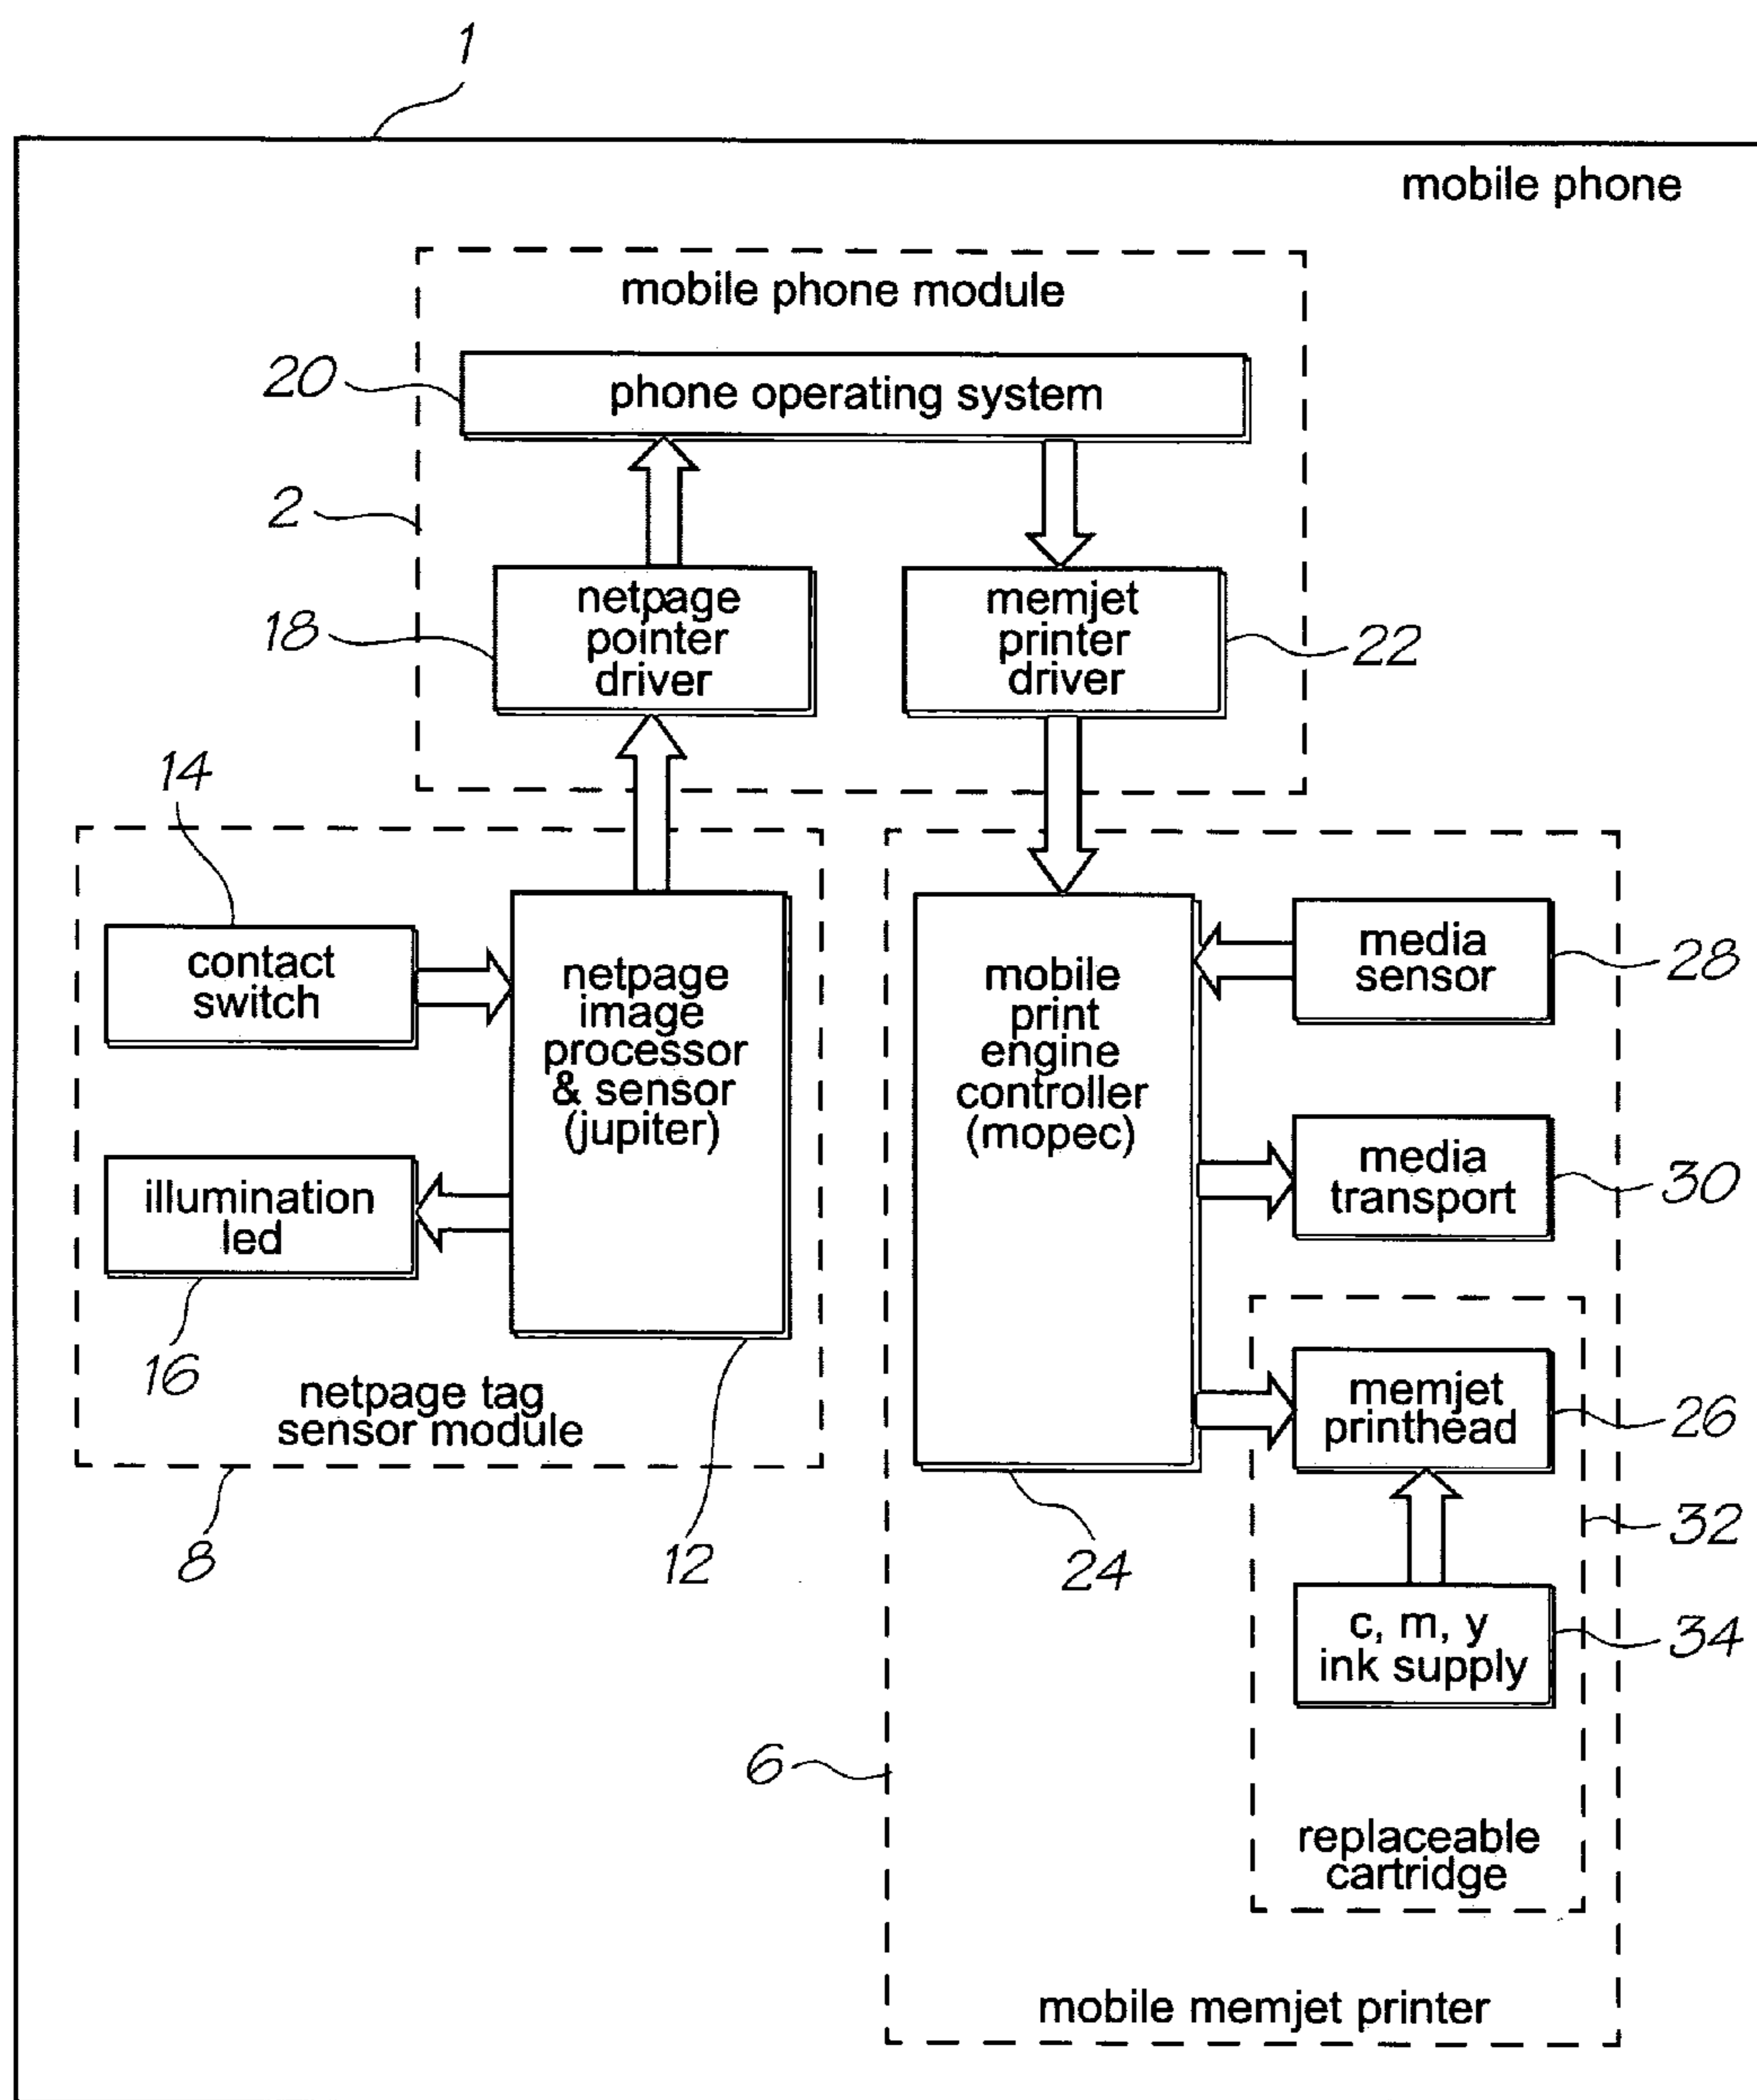 1
mobile phone
mobile phone module
20
phone operating system
2
18
netpage
pointer
driver
memjet
printer
driver
22
14
contact
switch
netpage
image
processor
& sensor
(jupiter)
illumination
led
16
netpage tag
sensor module
8
12
mobile
print
engine
controller
(mopec)
media
sensor
28
media
transport
30
memjet
printhead
26
32
24
c, m, y
ink supply
34
6
replaceable
cartridge
mobile memjet printer